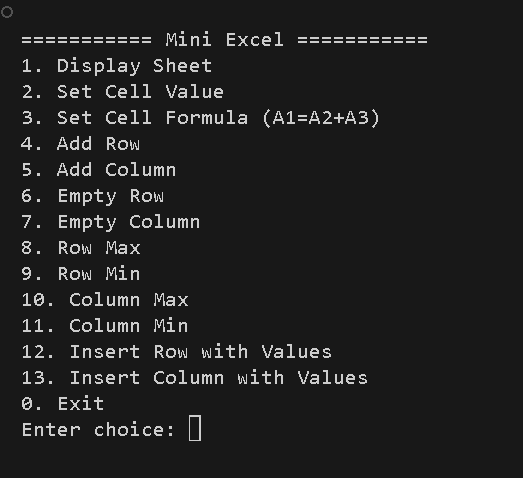 =========== Mini Excel ===========
1. Display Sheet
2. Set Cell Value
3. Set Cell Formula (A1=A2+A3)
4. Add Row
5. Add Column
6. Empty Row
7. Empty Column
8. Row Max
9. Row Min
10. Column Max
11. Column Min
12. Insert Row with Values
13. Insert Column with Values
0. Exit
Enter choice: